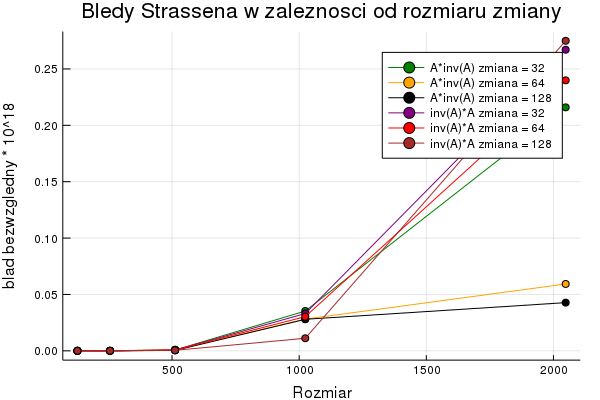 Bledy Strassena w zaleznosci od rozmiaru zmiany
blad bezwzgledny * 10^18
0.25
0.20
0.15
0.10
0.05
0.00
A*inv(A) zmiana = 32
A*inv(A) zmiana = 64
A*inv(A) zmiana = 128
inv(A)*A zmiana = 32
inv(A)*A zmiana = 64
inv(A)*A zmiana = 128
500 1000 1500 2000
Rozmiar